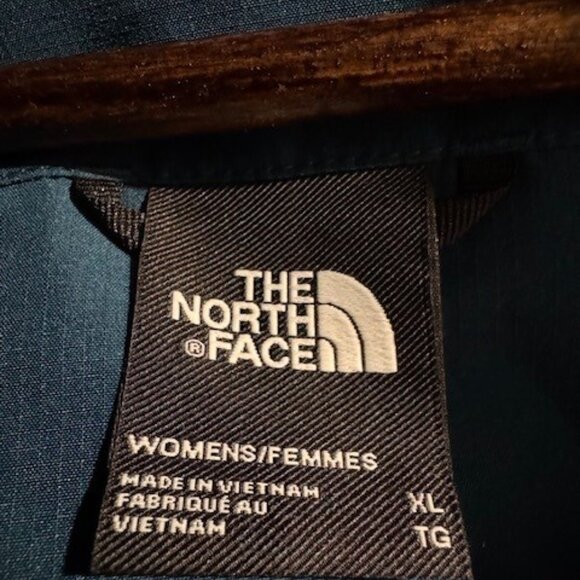 THE
NORTH
®FACE
WOMENS/FEMMES
MADE IN VIETNAM
FABRIQUÉ AU
VIETNAM
XL
TG